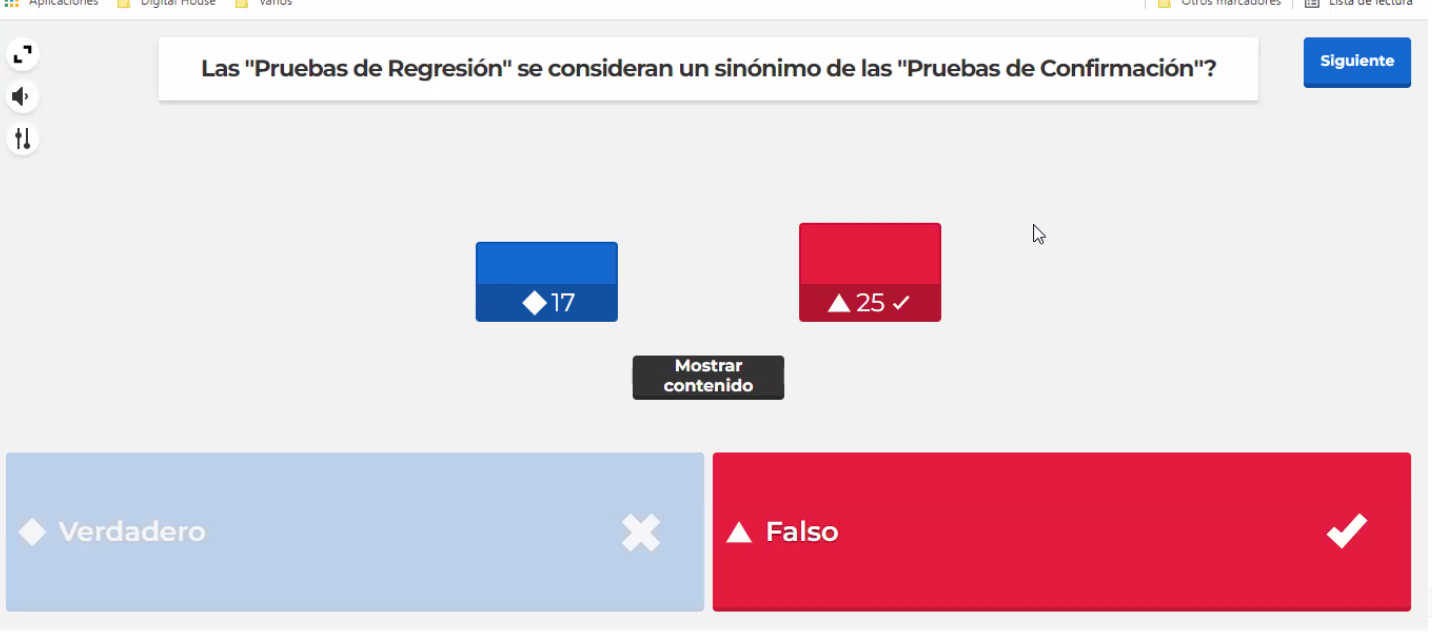 Aplicaciones Digital House Varios Otros marcadores Lista de lectura
Las "Pruebas de Regresión" se consideran un sinónimo de las "Pruebas de Confirmación"?
Siguiente
17
25
Mostrar
contenido
Verdadero
Falso